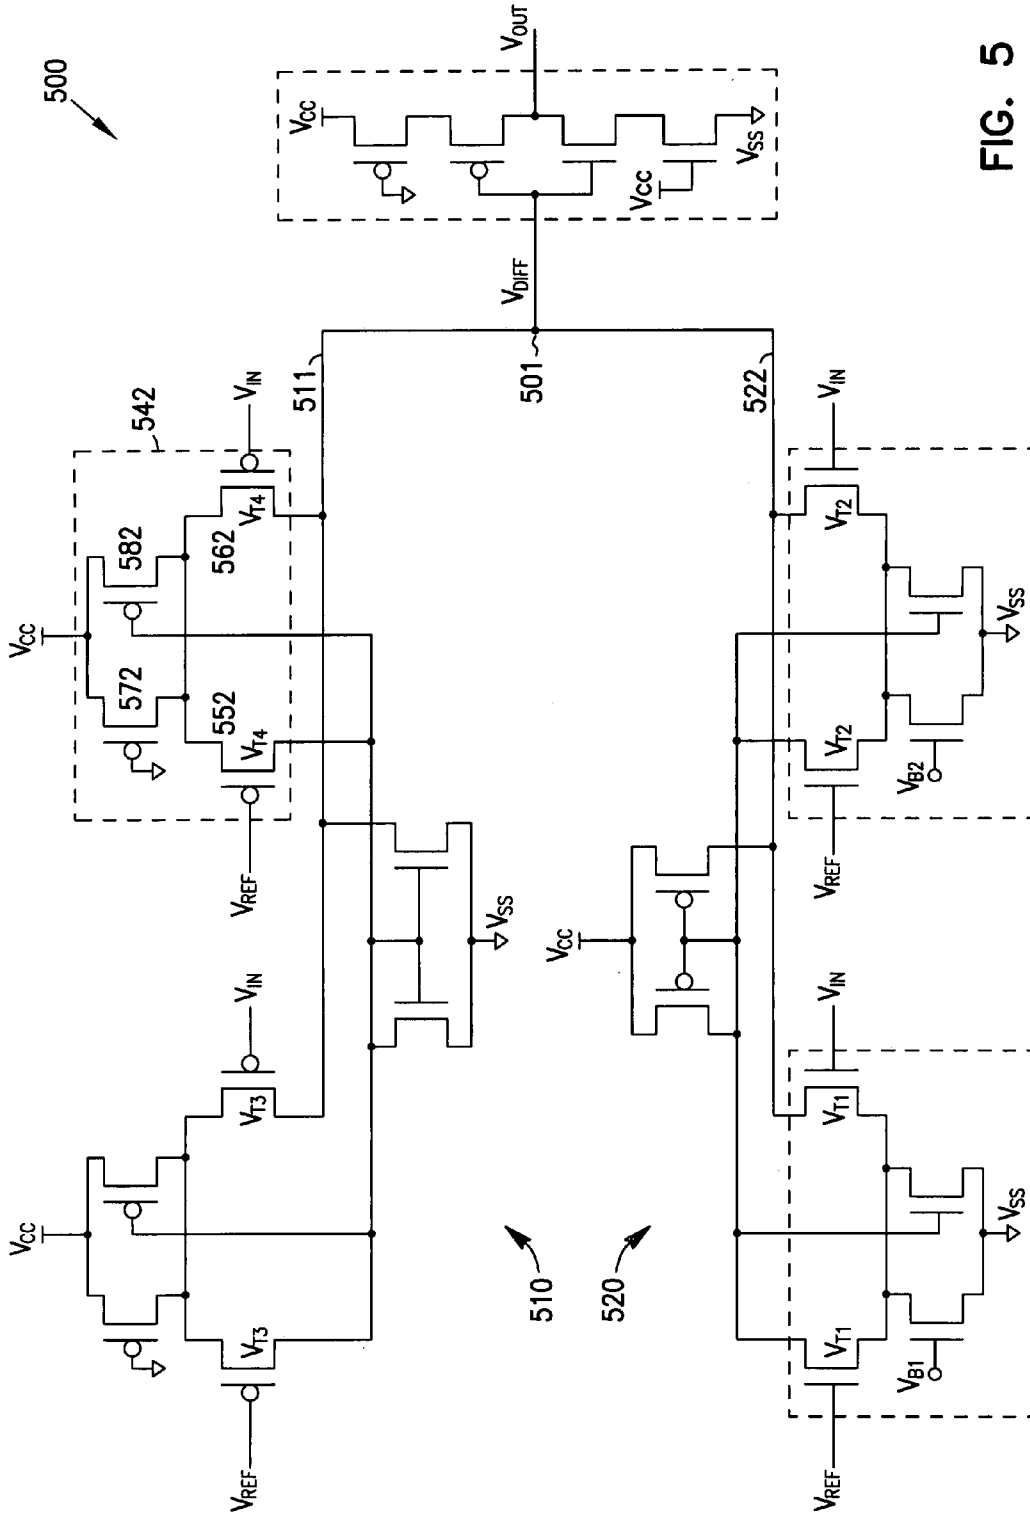 500
VCC
VCC
542
572
582
VREF
VT3
VT3
VIN
VREF
VT4
552
VT4
562
VIN
511
VSS
510
501
VDIFF
VCC
VCC
VSS
VOUT
520
VCC
522
VREF
VT1
VT1
VIN
VREF
VT2
VT2
VIN
VB1
VSS
VB2
VSS
FIG. 5